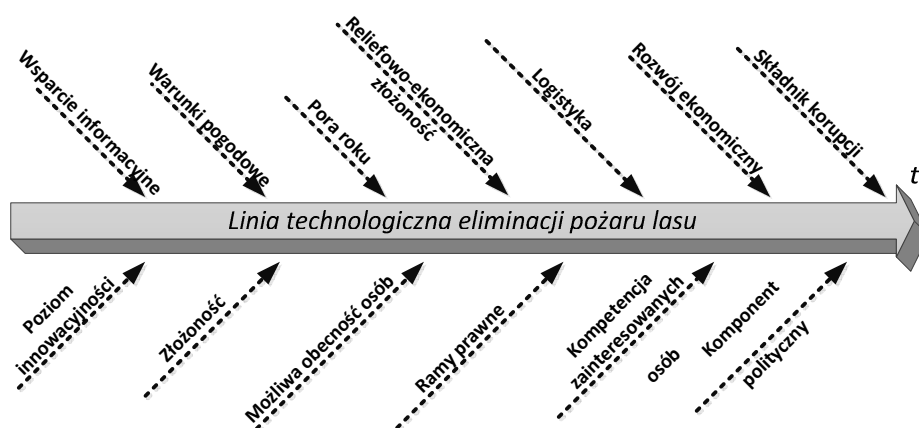 Wsparcie informacyjne
Warunki pogodowe
Pora roku
Reliefowo-ekonomiczna
złożoność
Logistyka
Rozwój ekonomiczny
Składnik korupcji
t
Linia technologiczna eliminacji pożaru lasu
Poziom
innowacyjności
Złożoność
Możliwa obecność osób
Ramy prawne
Kompetencja
zainteresowanych
osób
Komponent
polityczny